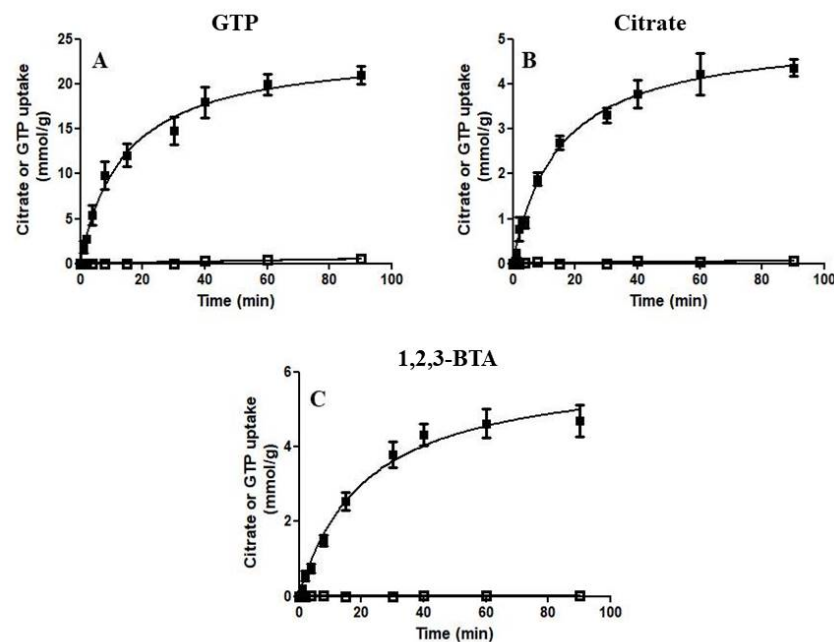 GTP
A
Citrate or GTP uptake
(mmol/g)
25
20
15
10
5
0
0 20 40 60 80 100
Time (min)
Citrate
B
Citrate or GTP uptake
(mmol/g)
5
4
3
2
1
0
0 20 40 60 80 100
Time (min)
1,2,3-BTA
C
Citrate or GTP uptake
(mmol/g)
6
4
2
0
0 20 40 60 80 100
Time (min)